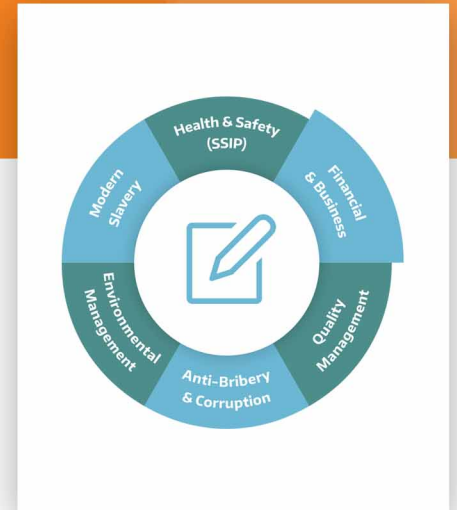 Health & Safety
(SSIP)
Financial
& Business
Quality
Management
Anti-Bribery
& Corruption
Environmental
Management
Modern
Slavery